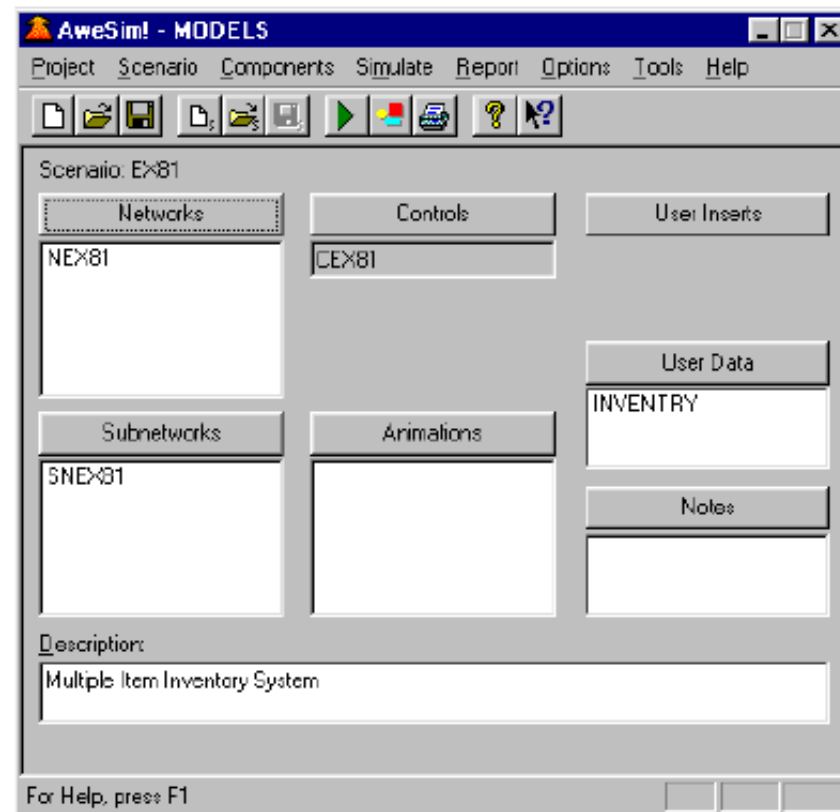 AweSim! - MODELS
Project Scenario Components Simulate Report Options Tools Help
Scenario: EX81
Networks Controls User Inserts
NEX81 CEX81
User Data
INVENTRY
Subnetworks Animations
SNEX81
Notes
Description:
Multiple Item Inventory System
For Help, press F1